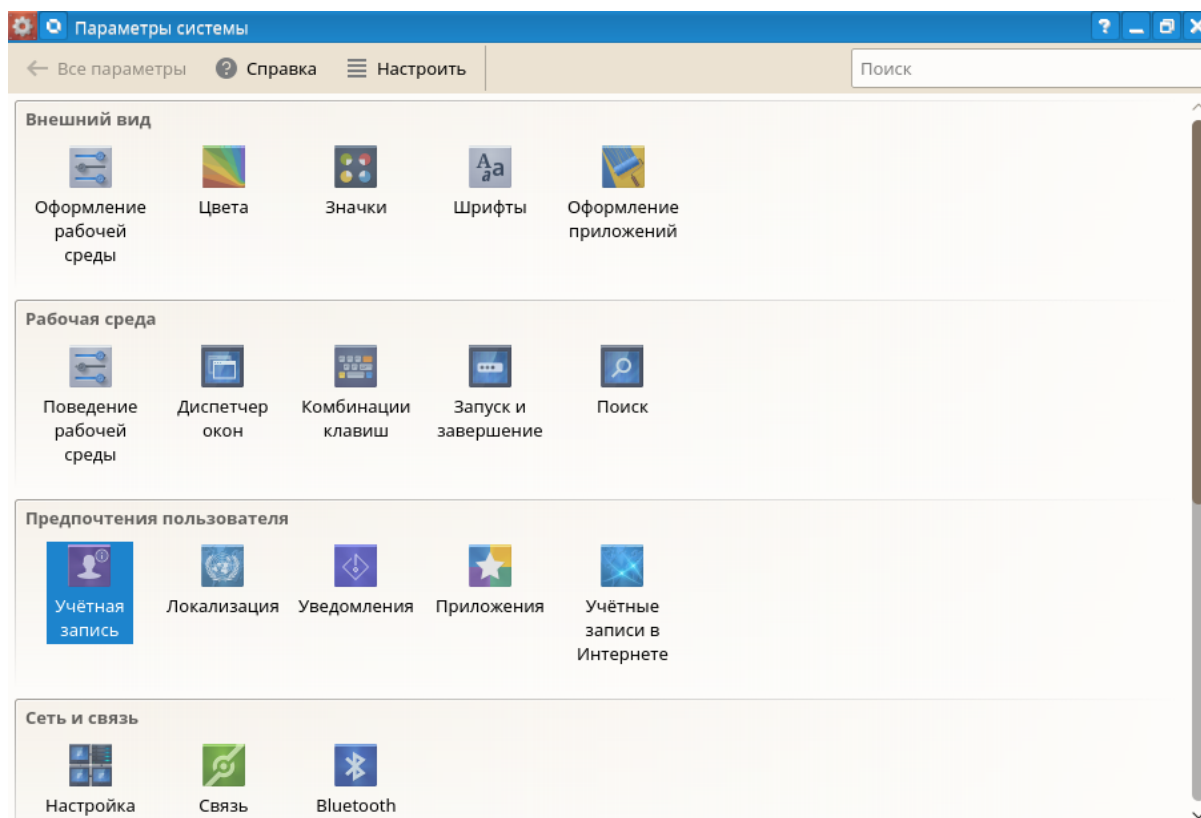 Параметры системы
Все параметры Справка Настроить Поиск
Внешний вид
Оформление рабочей среды
Цвета
Значки
Шрифты
Оформление приложений
Рабочая среда
Поведение рабочей среды
Диспетчер окон
Комбинации клавиш
Запуск и завершение
Поиск
Предпочтения пользователя
Учётная запись
Локализация
Уведомления
Приложения
Учётные записи в Интернете
Сеть и связь
Настройка
Связь
Bluetooth